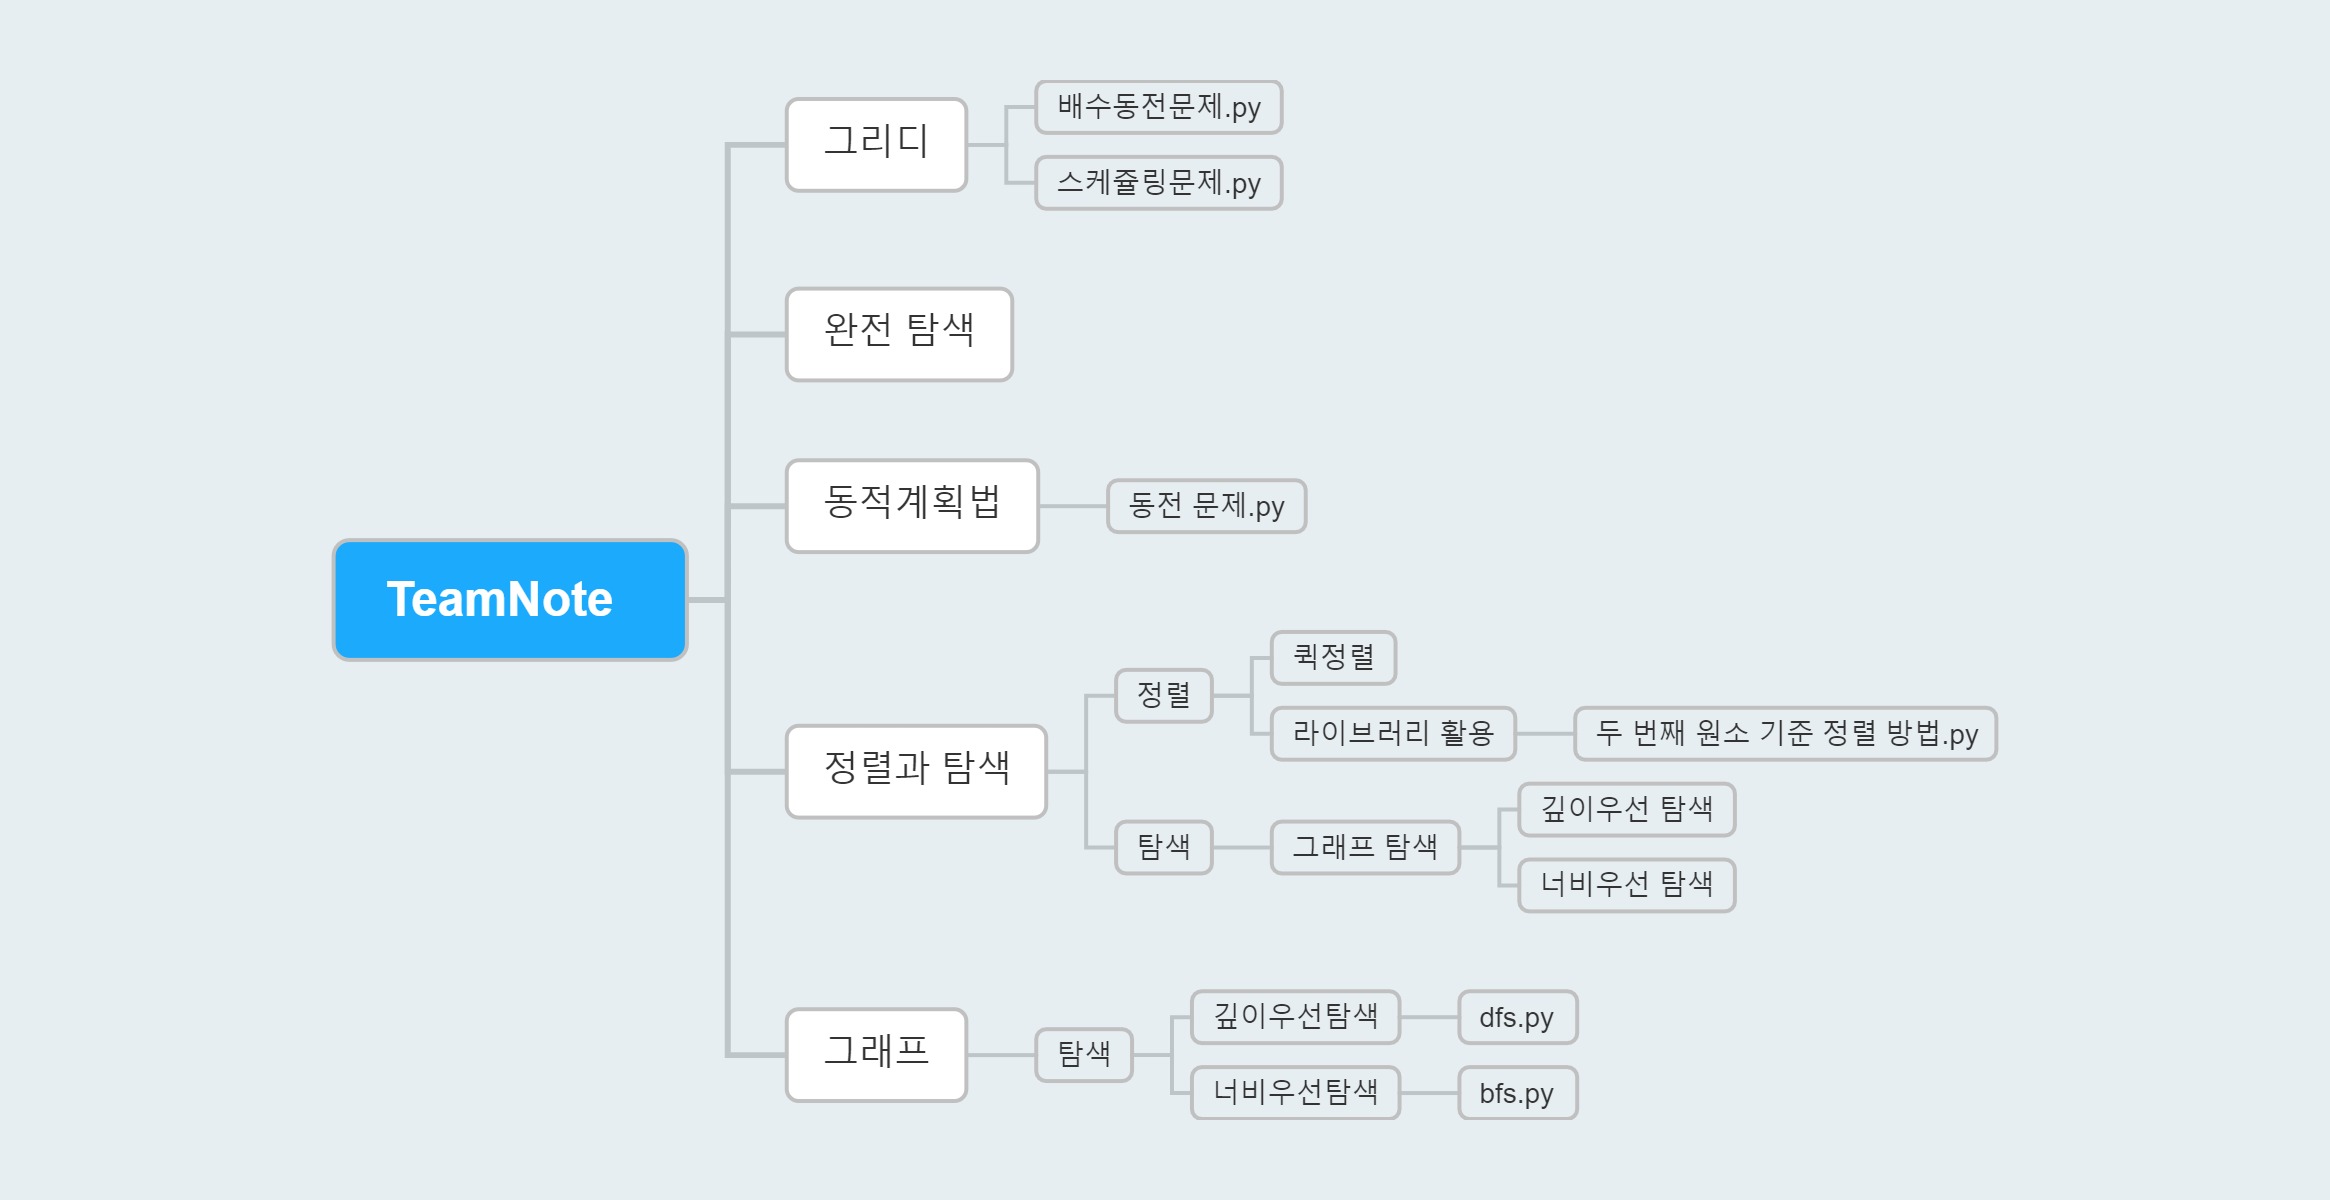 TeamNote
그리디
배수동전문제.py
스케쥴링문제.py
완전 탐색
동적계획법
동전 문제.py
정렬과 탐색
정렬
퀵정렬
라이브러리 활용
두 번째 원소 기준 정렬 방법.py
탐색
그래프 탐색
깊이우선 탐색
너비우선 탐색
그래프
탐색
깊이우선탐색
dfs.py
너비우선탐색
bfs.py